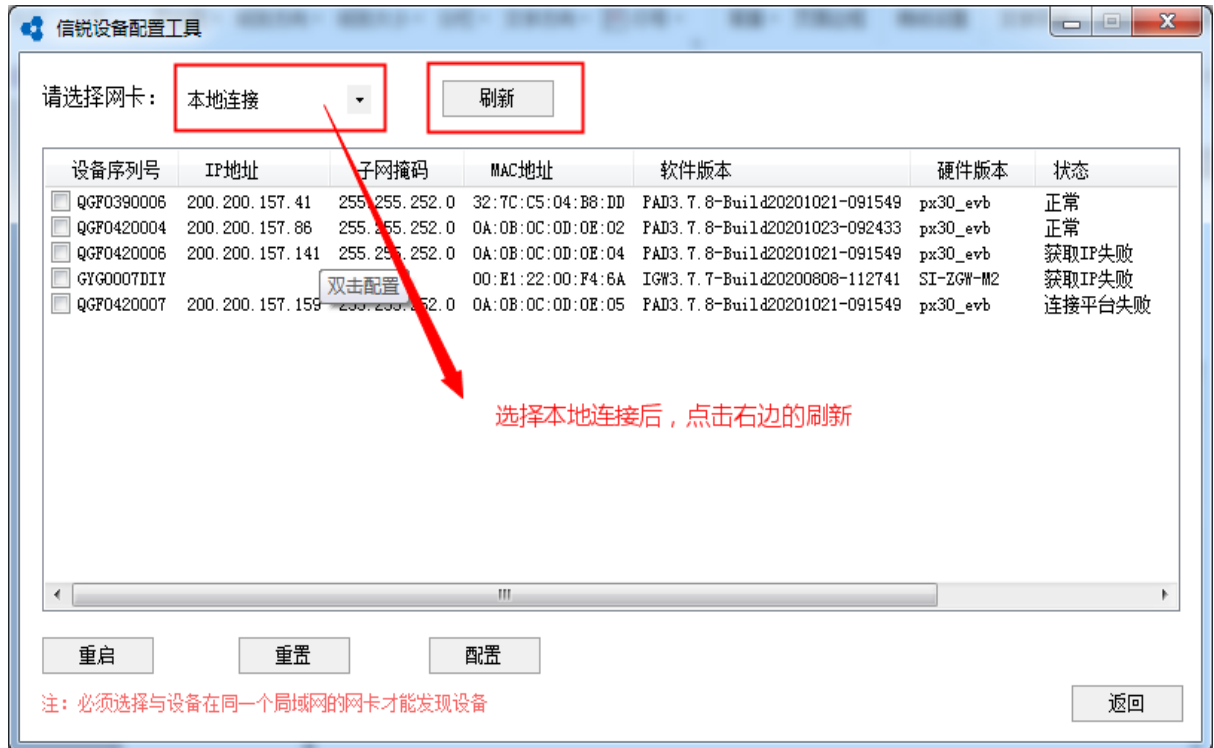 信锐设备配置工具
请选择网卡： 本地连接 刷新
设备序列号 IP地址 子网掩码 MAC地址 软件版本 硬件版本 状态
QGF0390006 200.200.157.41 255.255.252.0 32:7C:C5:04:B8:DD PAD3.7.8-Build20201021-091549 px30_evb 正常
QGF0420004 200.200.157.86 255.255.252.0 0A:0B:0C:0D:0E:02 PAD3.7.8-Build20201023-092433 px30_evb 正常
QGF0420006 200.200.157.141 255.255.252.0 0A:0B:0C:0D:0E:04 PAD3.7.8-Build20201021-091549 px30_evb 获取IP失败
GYG0007DIY 00:E1:22:00:F4:6A IGW3.7.7-Build20200808-112741 SI-ZGW-M2 获取IP失败
双击配置
QGF0420007 200.200.157.159 255.255.252.0 0A:0B:0C:0D:0E:05 PAD3.7.8-Build20201021-091549 px30_evb 连接平台失败
选择本地连接后，点击右边的刷新
重启 重置 配置
注：必须选择与设备在同一个局域网的网卡才能发现设备
返回